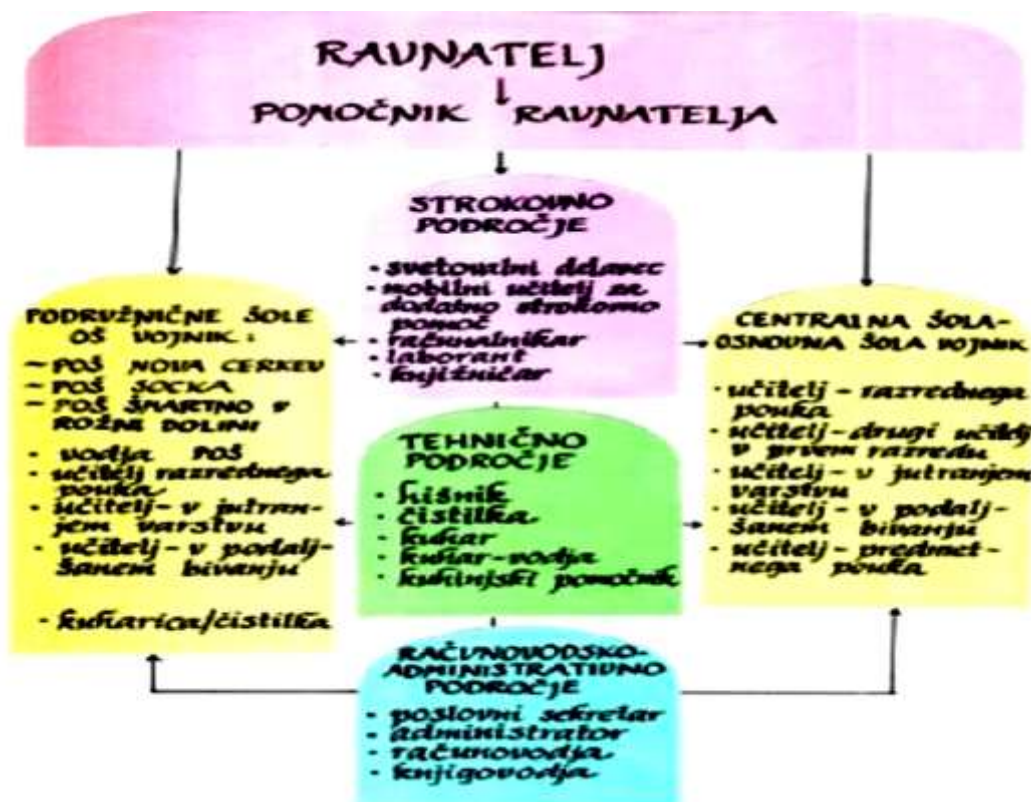 RAVNATELJ
POMOČNIK RAVNATELJA
STROKOVNO
PODROČJE
• svetovalni delavec
• mobilni učitelj za
dodatno strokovno
pomoč
• računalnikar
• laborant
• knjižničar
PODRUŽNIČNE ŠOLE
OŠ VOJNIK:
~ POŠ NOVA CERKEV
~ POŠ SOCKA
~ POŠ ŠMARTNO V
ROŽNI DOLINI
• vodja POŠ
• učitelj razrednega
pouka
• učitelj - v jutran-
jem varstvu
• učitelj - v podalj-
šanem bivanju
• kuharica/čistilka
TEHNIČNO
PODROČJE
• hišnik
• čistilka
• kuhar
• kuhar-vodja
• kuhinjski pomočnik
CENTRALNA ŠOLA-
OSNOVNA ŠOLA VOJNIK
• učitelj - razrednega
pouka
• učitelj - drugi učitelj
v prvem razredu
• učitelj - v jutranjem
varstvu
• učitelj - v podalj-
šanem bivanju
• učitelj - predmet-
nega pouka
RAČUNOVODSKO-
ADMINISTRATIVNO
PODROČJE
• poslovni sekretar
• administrator
• računovodja
• knjigovodja